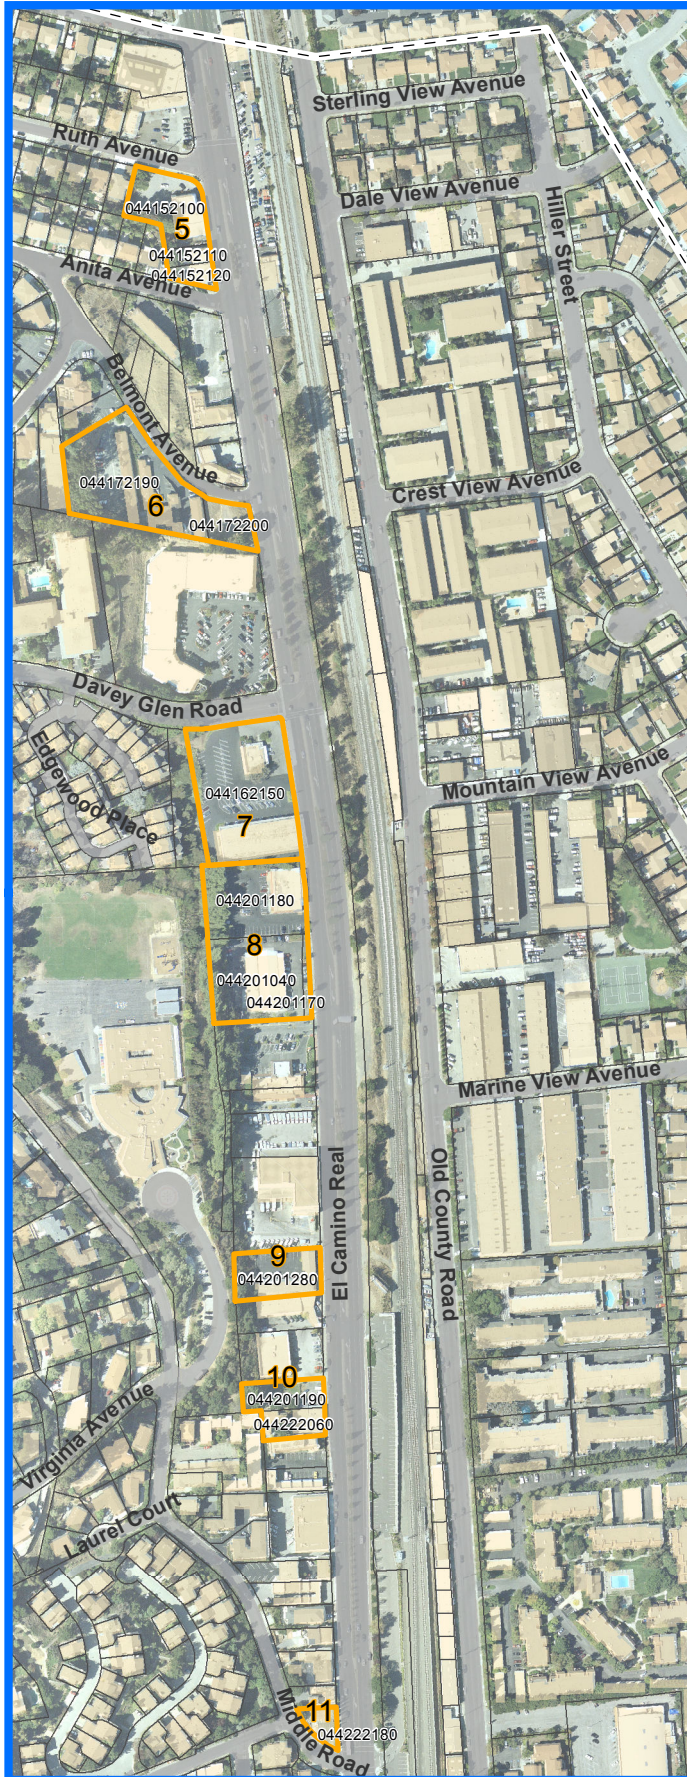 Sterling View Avenue
Ruth Avenue
Dale View Avenue
044152100
5
Hiller Street
044152110
Anita Avenue
044152120
Belmont Avenue
Crest View Avenue
044172190
6
044172200
Davey Glen Road
Edgewood Place
Mountain View Avenue
044162150
7
044201180
8
044201040
044201170
Marine View Avenue
El Camino Real
Old County Road
9
044201280
10
044201190
044222060
Virginia Avenue
Laurel Court
11
044222180
Middle Road